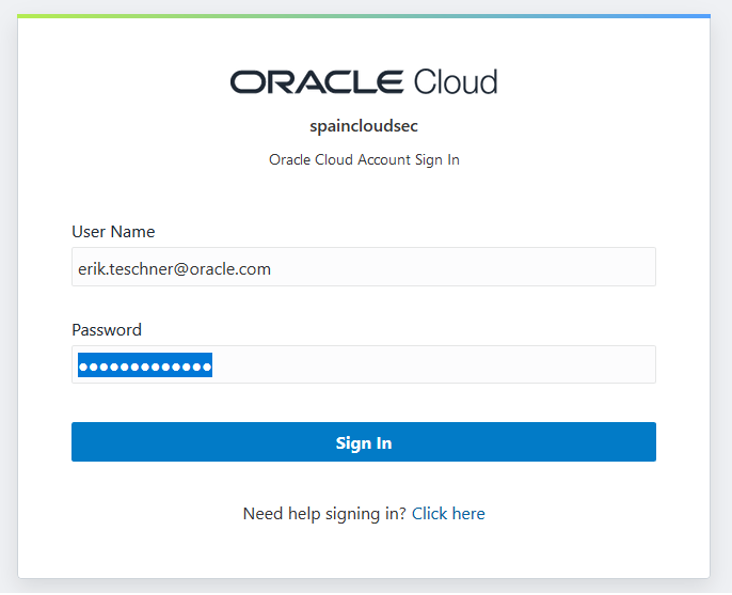 ORACLE Cloud
spaincloudsec
Oracle Cloud Account Sign In
User Name
erik.teschner@oracle.com
Password
●●●●●●●●●●●●●
Sign In
Need help signing in? Click here